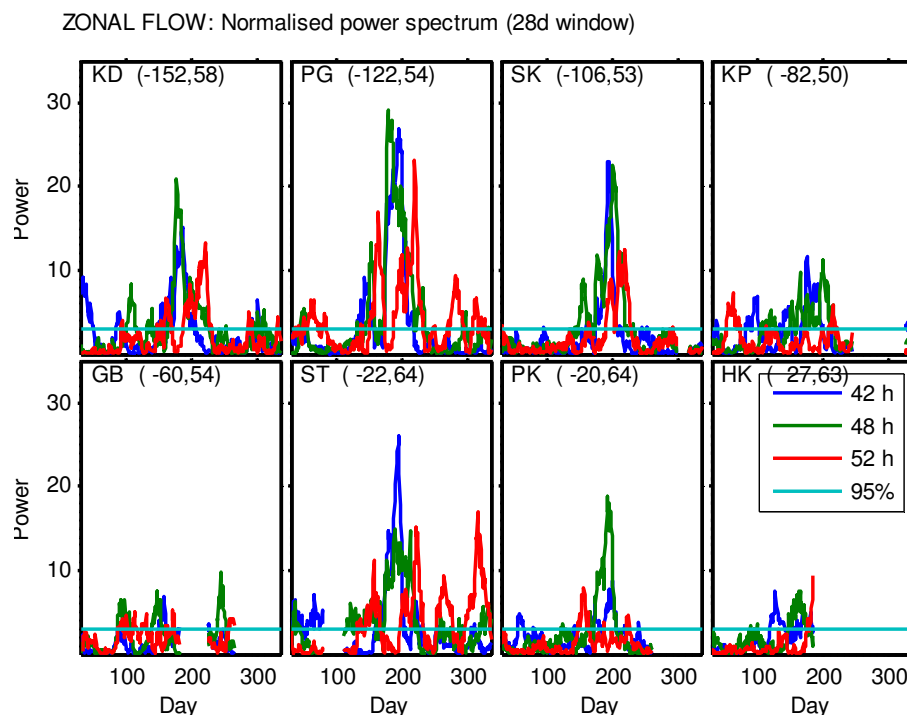 ZONAL FLOW: Normalised power spectrum (28d window)
KD (-152,58) PG (-122,54) SK (-106,53) KP ( -82,50)
30
20
10
Power
GB ( -60,54) ST ( -22,64) PK ( -20,64) HK ( 27,63)
42 h
48 h
52 h
95%
30
20
10
Power
100 200 300 100 200 300 100 200 300 100 200 300
Day Day Day Day